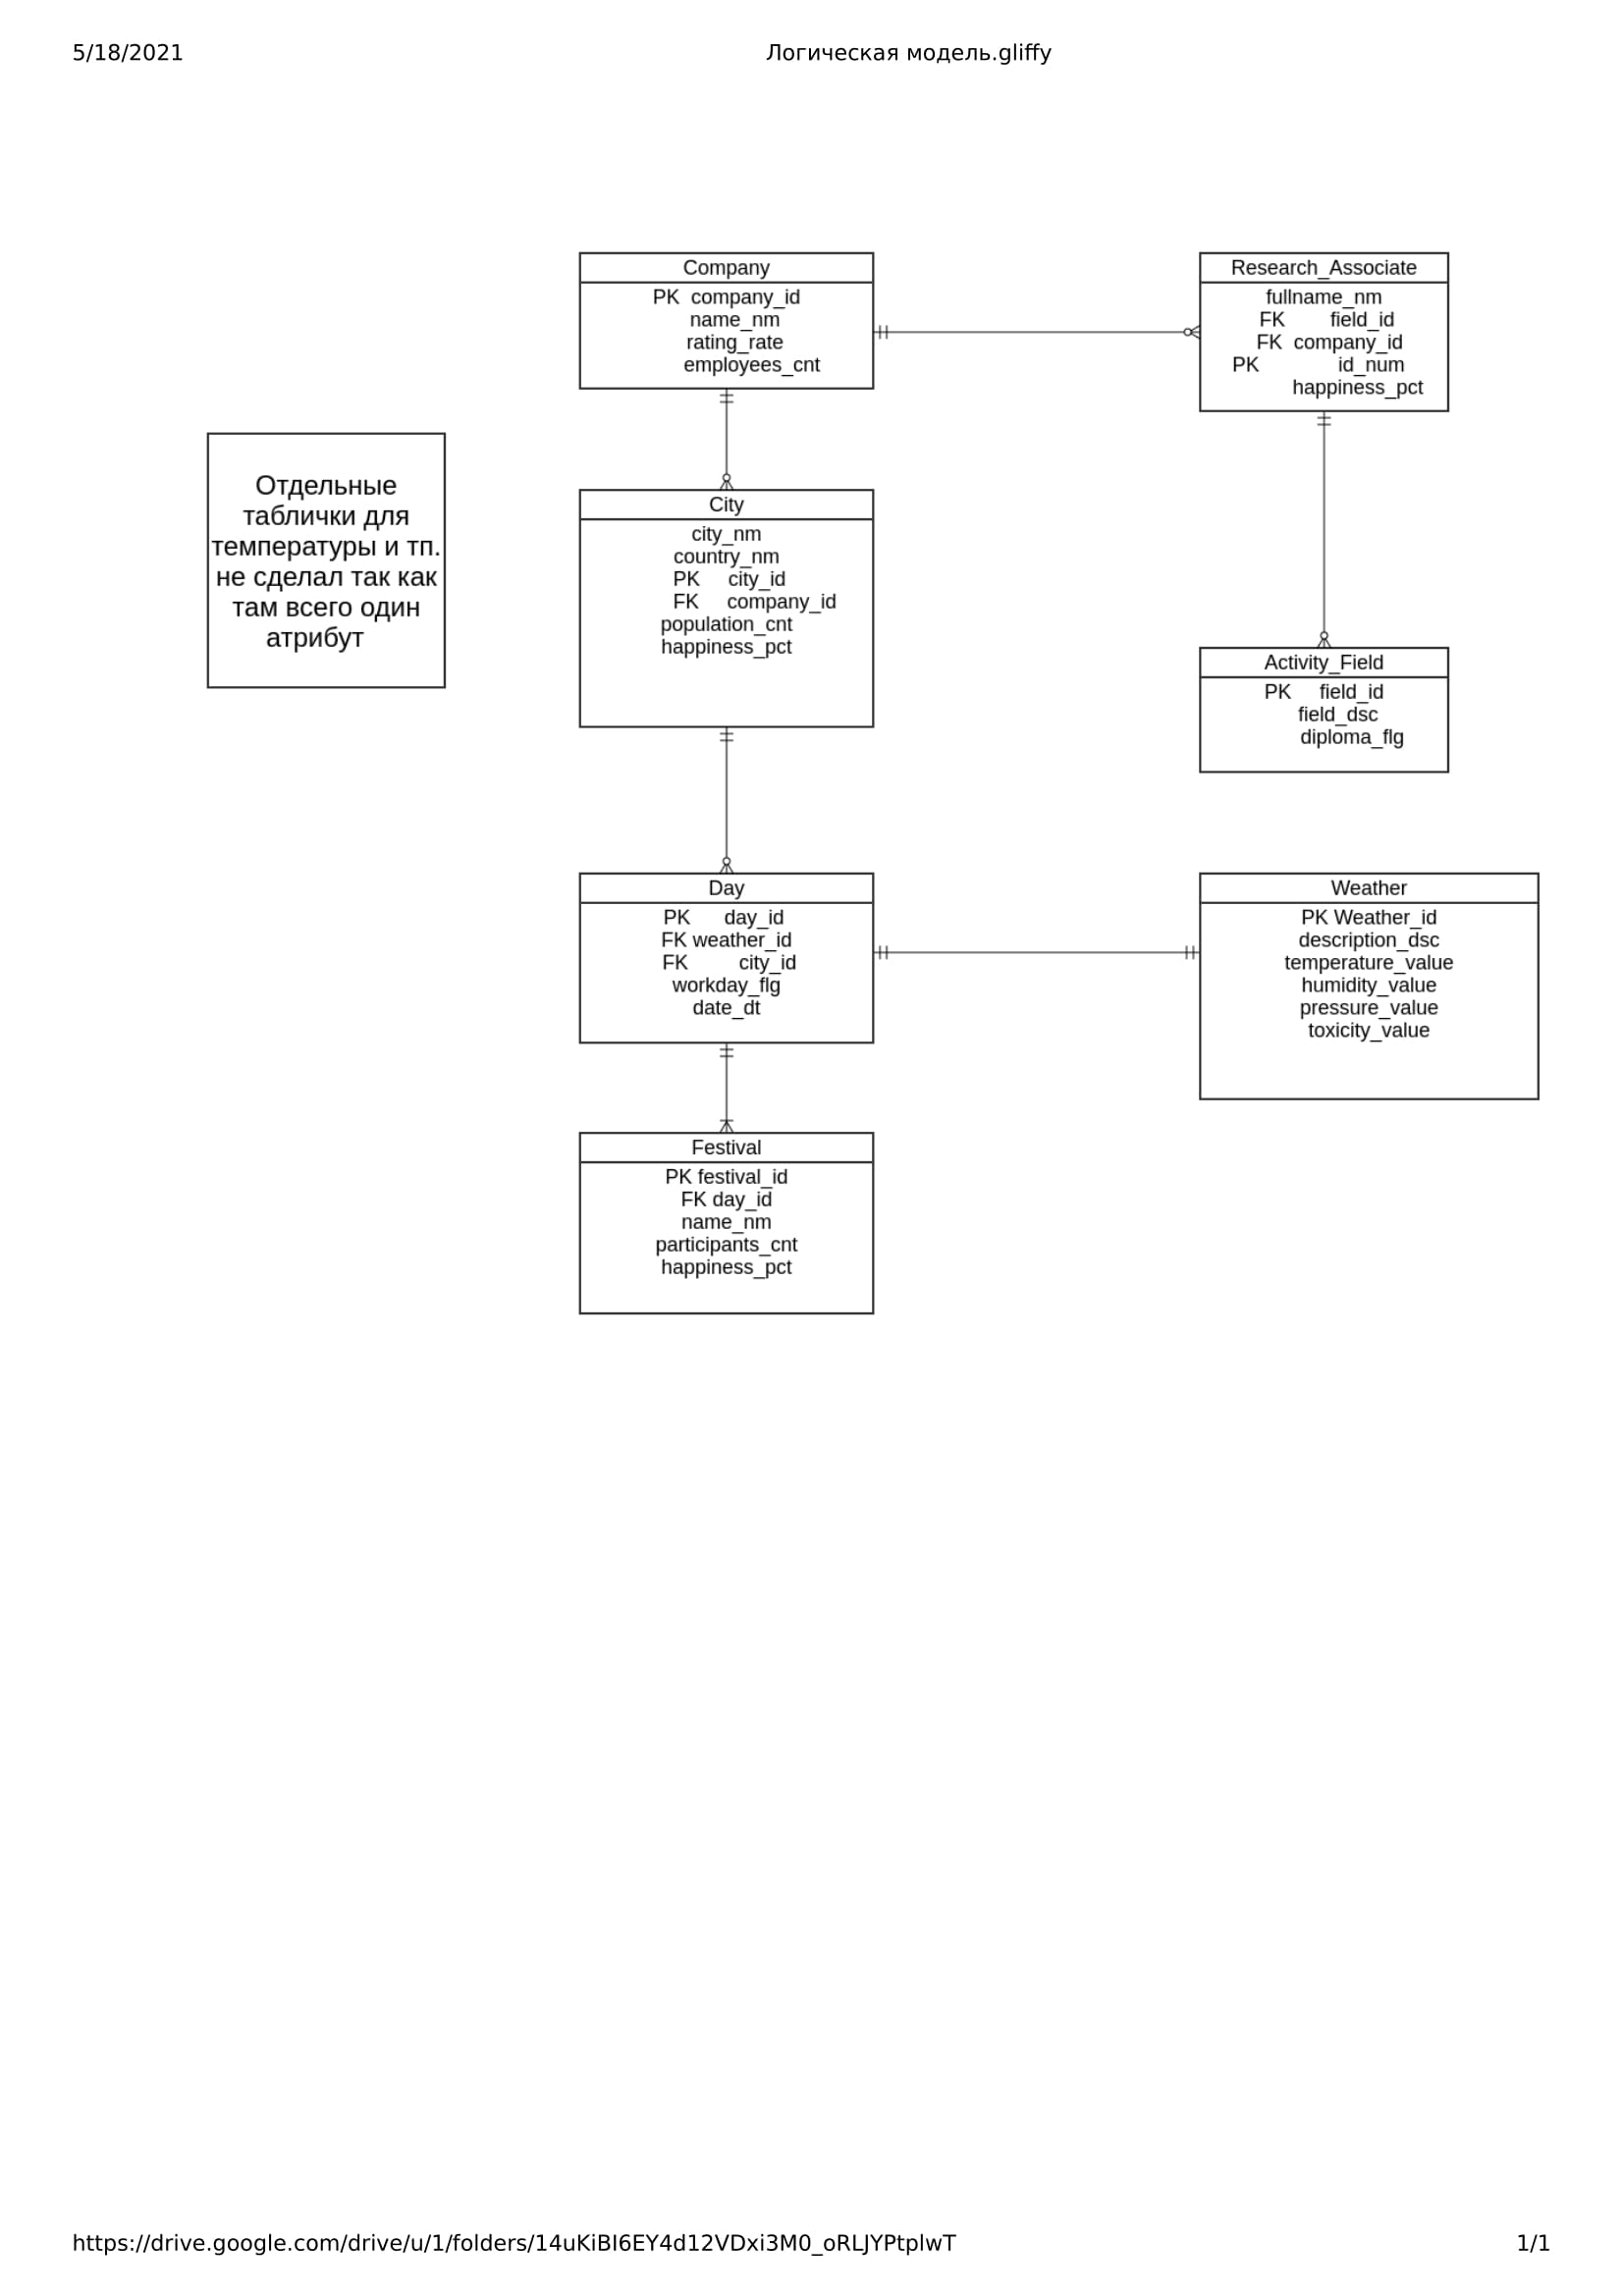 5/18/2021
Логическая модель.gliffy
Company
PK company_id
name_nm
rating_rate
employees_cnt
Research_Associate
fullname_nm
FK field_id
FK company_id
PK id_num
happiness_pct
Отдельные
таблички для
температуры и тп.
не сделал так как
там всего один
атрибут
City
city_nm
country_nm
PK city_id
FK company_id
population_cnt
happiness_pct
Activity_Field
PK field_id
field_dsc
diploma_flg
Day
PK day_id
FK weather_id
FK city_id
workday_flg
date_dt
Weather
PK Weather_id
description_dsc
temperature_value
humidity_value
pressure_value
toxicity_value
Festival
PK festival_id
FK day_id
name_nm
participants_cnt
happiness_pct
https://drive.google.com/drive/u/1/folders/14uKiBI6EY4d12VDxi3M0_oRLJYPtplwT
1/1